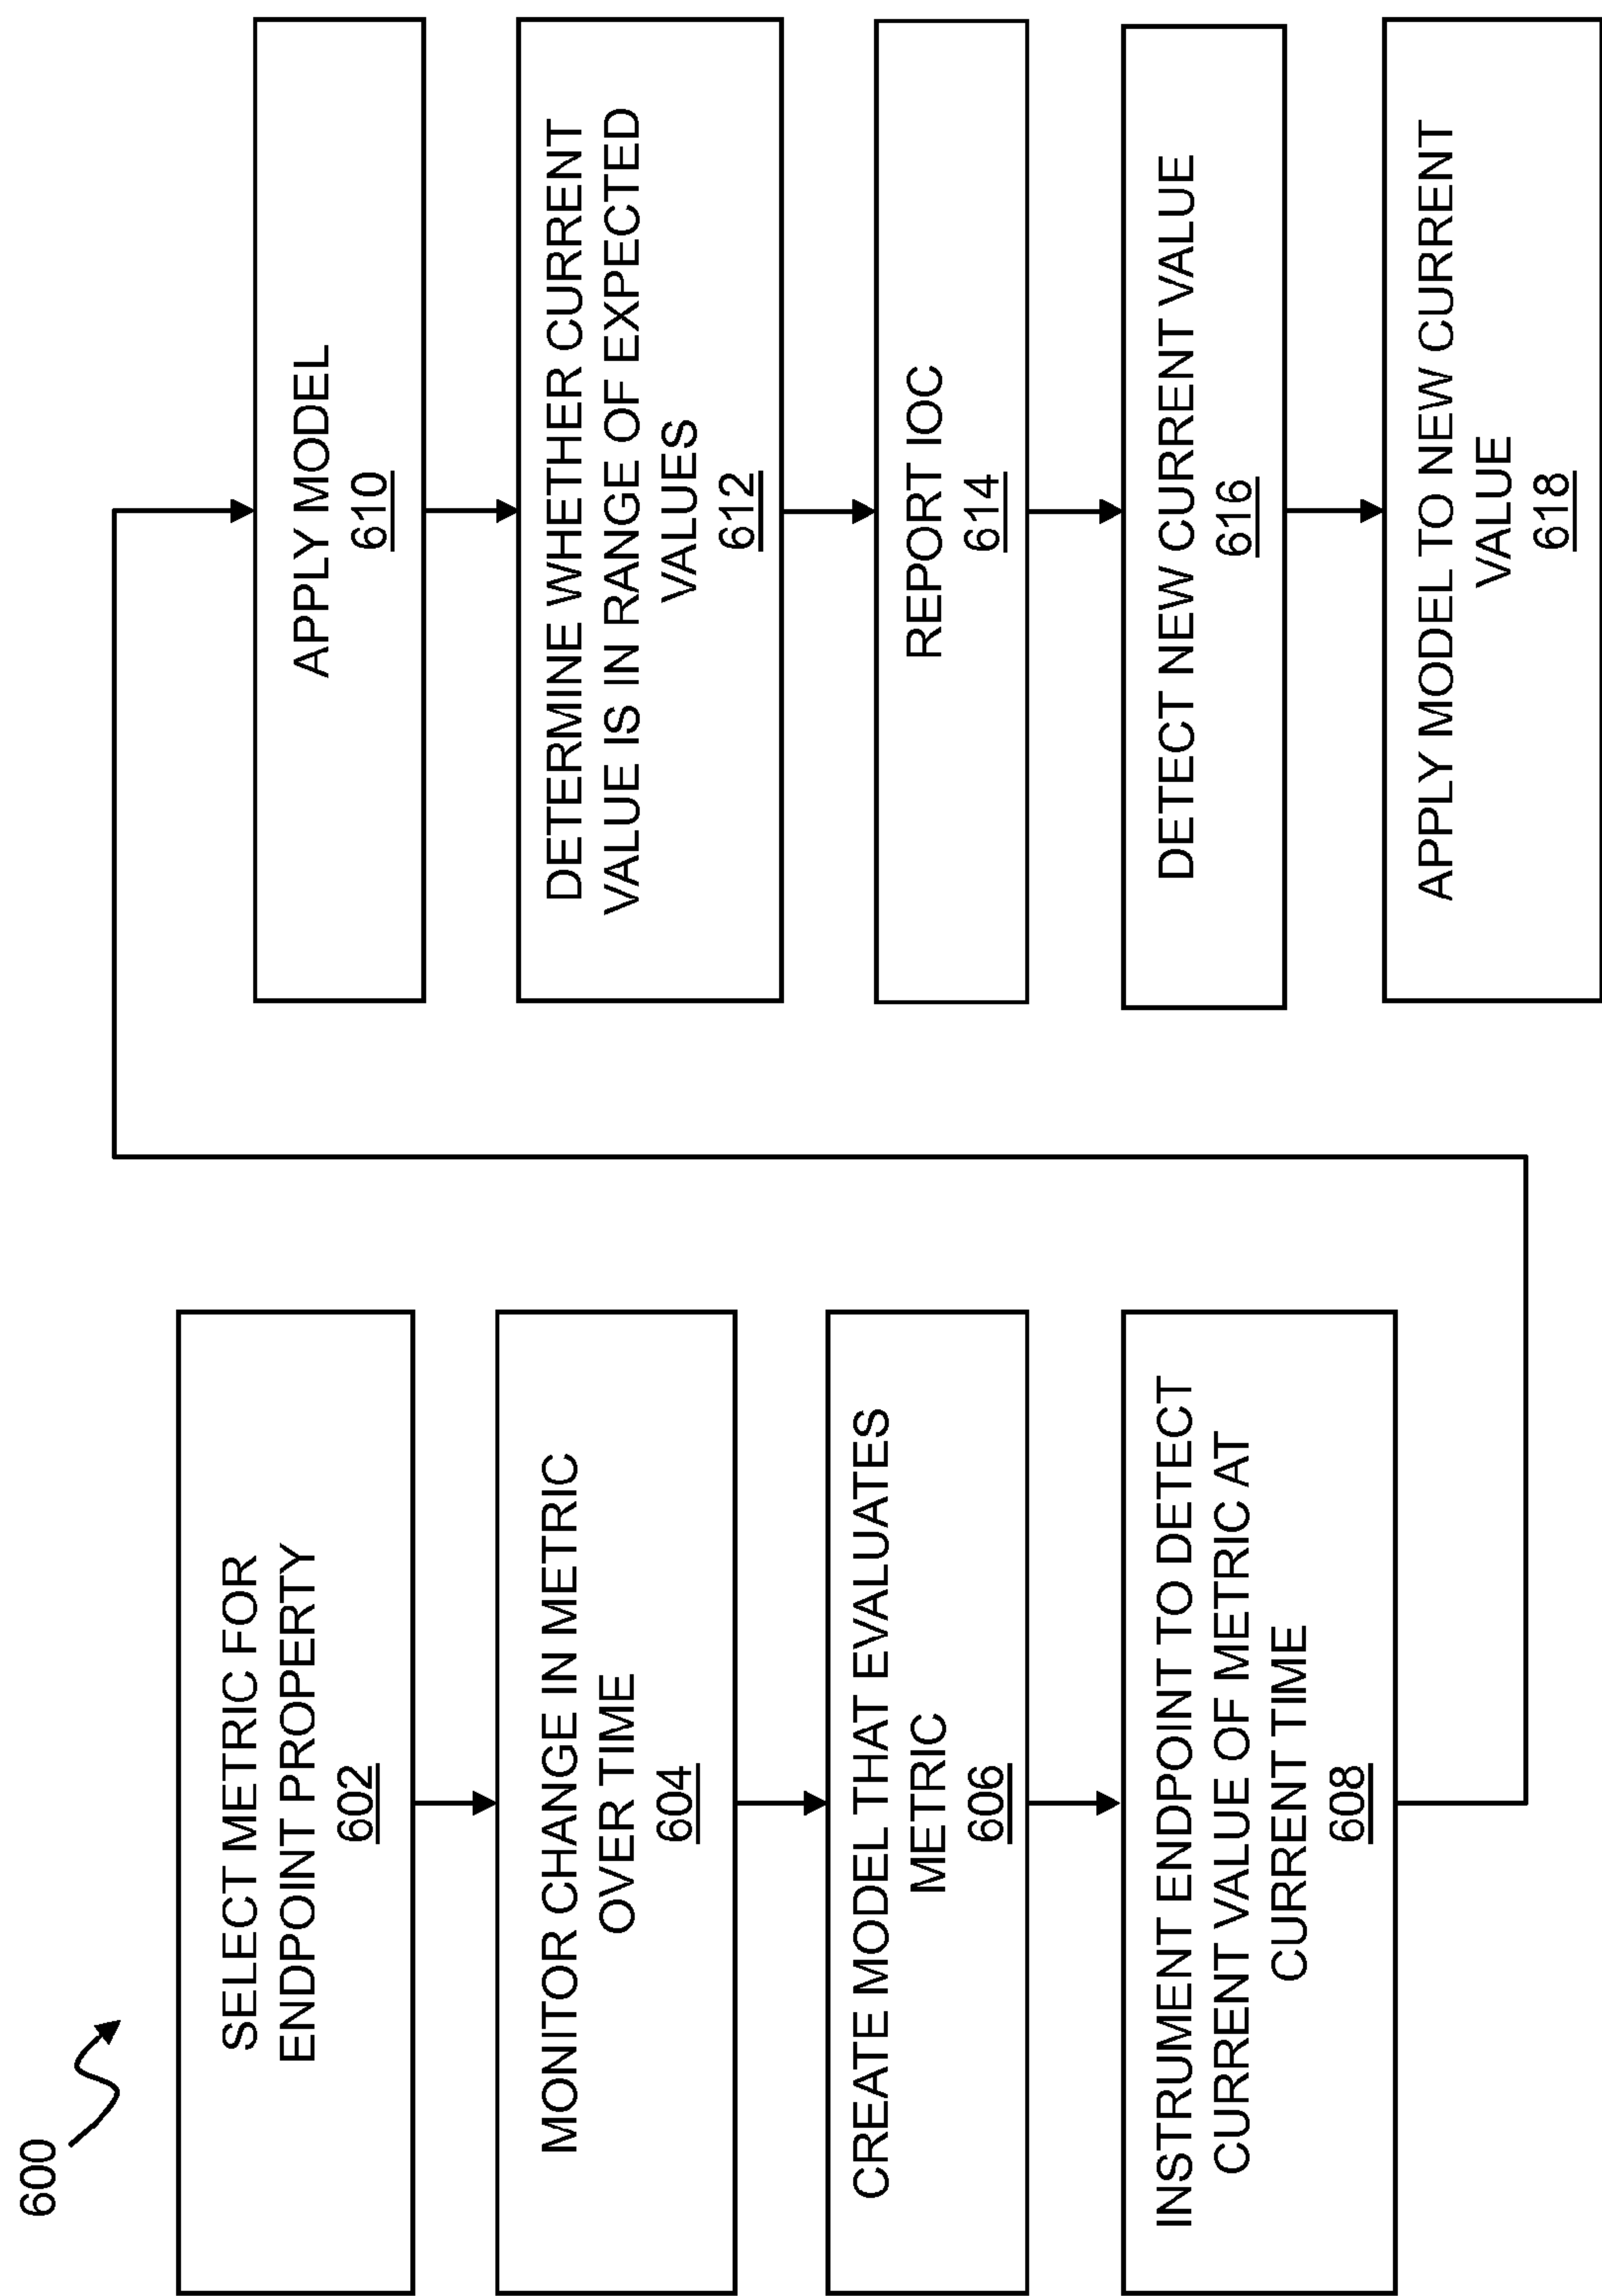 600
SELECT METRIC FOR
ENDPOINT PROPERTY
602
MONITOR CHANGE IN METRIC
OVER TIME
604
CREATE MODEL THAT EVALUATES
METRIC
606
INSTRUMENT ENDPOINT TO DETECT
CURRENT VALUE OF METRIC AT
CURRENT TIME
608
APPLY MODEL
610
DETERMINE WHETHER CURRENT
VALUE IS IN RANGE OF EXPECTED
VALUES
612
REPORT IOC
614
DETECT NEW CURRENT VALUE
616
APPLY MODEL TO NEW CURRENT
VALUE
618